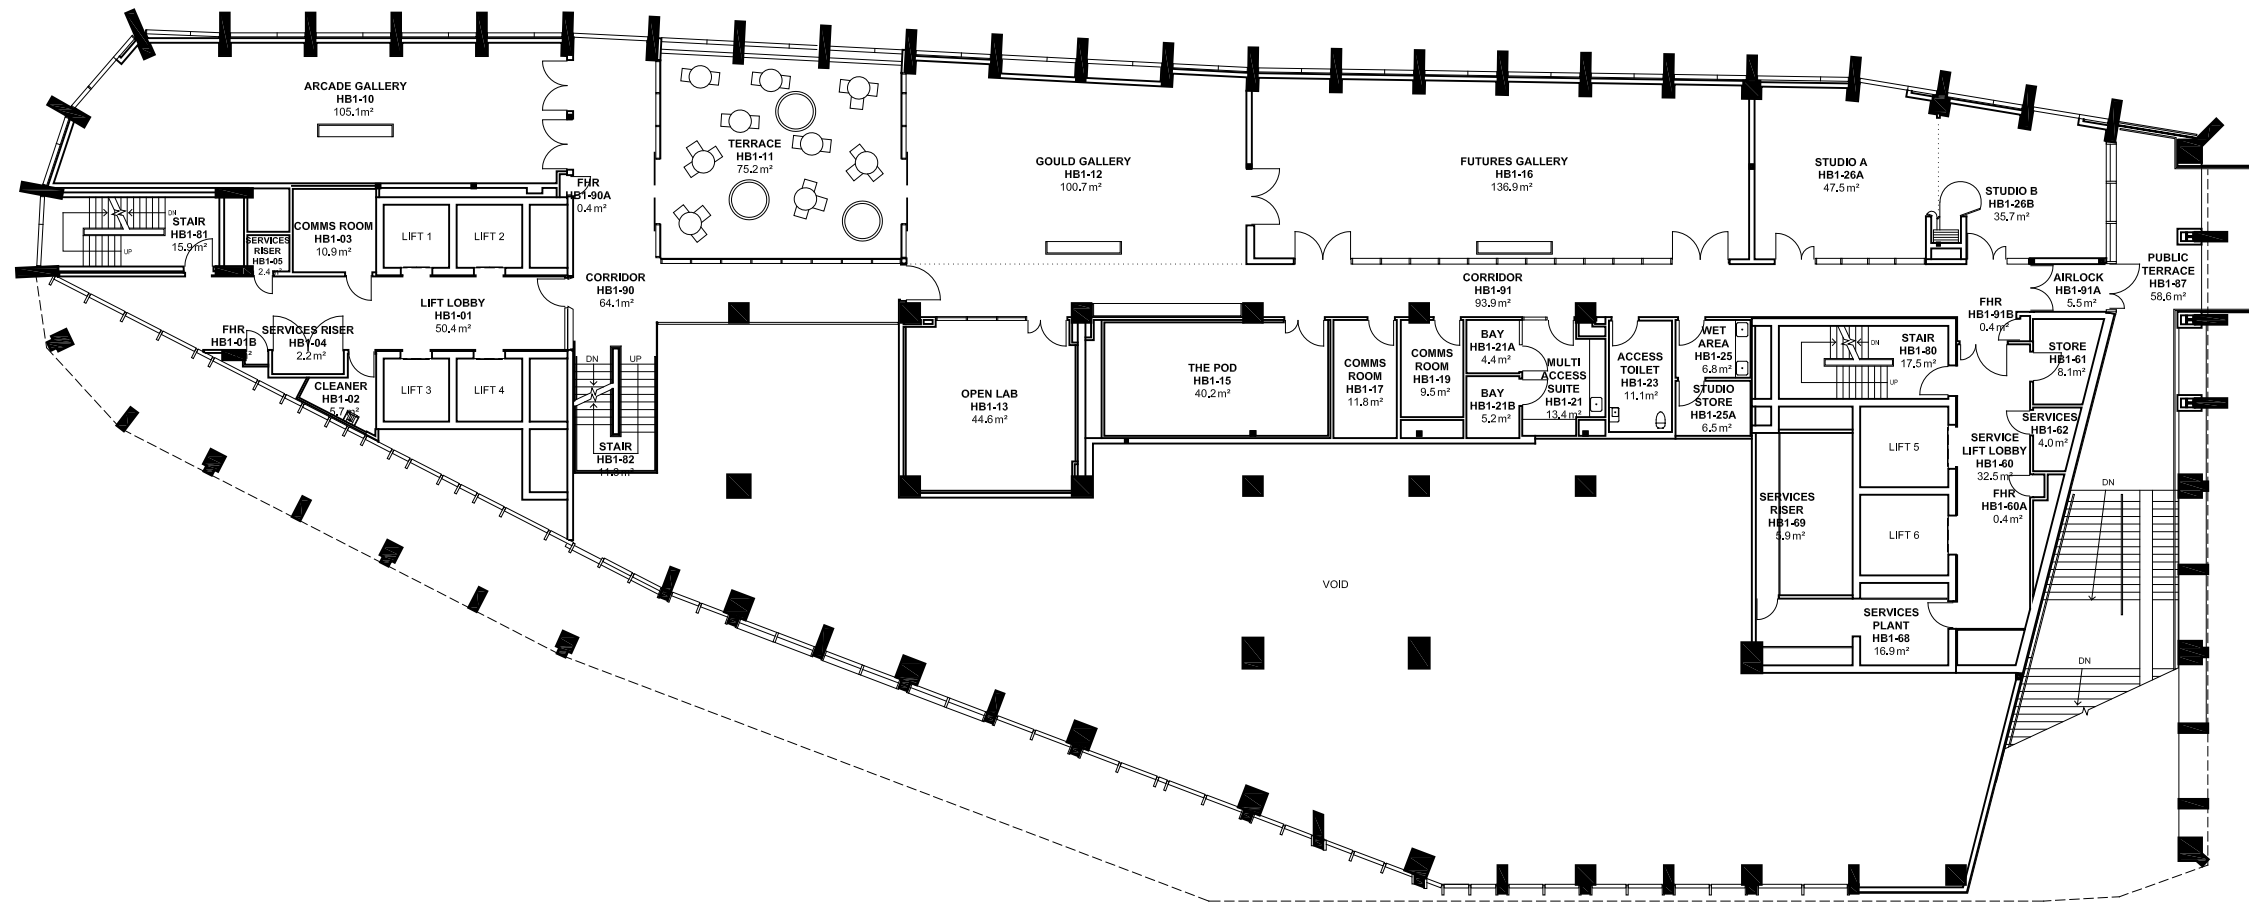 ARCADE GALLERY
HB1-10
105.1m²
TERRACE
HB1-11
75.2m²
GOULD GALLERY
HB1-12
100.7m²
FUTURES GALLERY
HB1-16
136.9m²
STUDIO A
HB1-26A
47.5m²
STUDIO B
HB1-26B
35.7m²
FHR
HB1-90A
0.4m²
STAIR
HB1-81
15.9m²
DN
UP
SERVICES
RISER
HB1-05
COMMS ROOM
HB1-03
10.9m²
LIFT 1
LIFT 2
CORRIDOR
HB1-90
64.1m²
CORRIDOR
HB1-91
93.9m²
AIRLOCK
HB1-91A
5.5m²
PUBLIC
TERRACE
HB1-87
58.6m²
LIFT LOBBY
HB1-01
50.4m²
FHR
HB1-01B
SERVICES RISER
HB1-04
2.2m²
CLEANER
HB1-02
5.7m²
LIFT 3
LIFT 4
DN
UP
STAIR
HB1-82
OPEN LAB
HB1-13
44.6m²
THE POD
HB1-15
40.2m²
COMMS
ROOM
HB1-17
11.8m²
COMMS
ROOM
HB1-19
9.5m²
BAY
HB1-21A
4.4m²
BAY
HB1-21B
5.2m²
MULTI
ACCESS
SUITE
HB1-21
13.4m²
ACCESS
TOILET
HB1-23
11.1m²
WET
AREA
HB1-25
6.8m²
STUDIO
STORE
HB1-25A
6.5m²
FHR
HB1-91B
0.4m²
STAIR
HB1-80
17.5m²
DN
UP
STORE
HB1-61
8.1m²
SERVICES
HB1-62
4.0m²
LIFT 5
SERVICE
LIFT LOBBY
HB1-60
32.5m²
FHR
HB1-60A
0.4m²
SERVICES
RISER
HB1-69
5.9m²
LIFT 6
SERVICES
PLANT
HB1-68
16.9m²
DN
DN
VOID